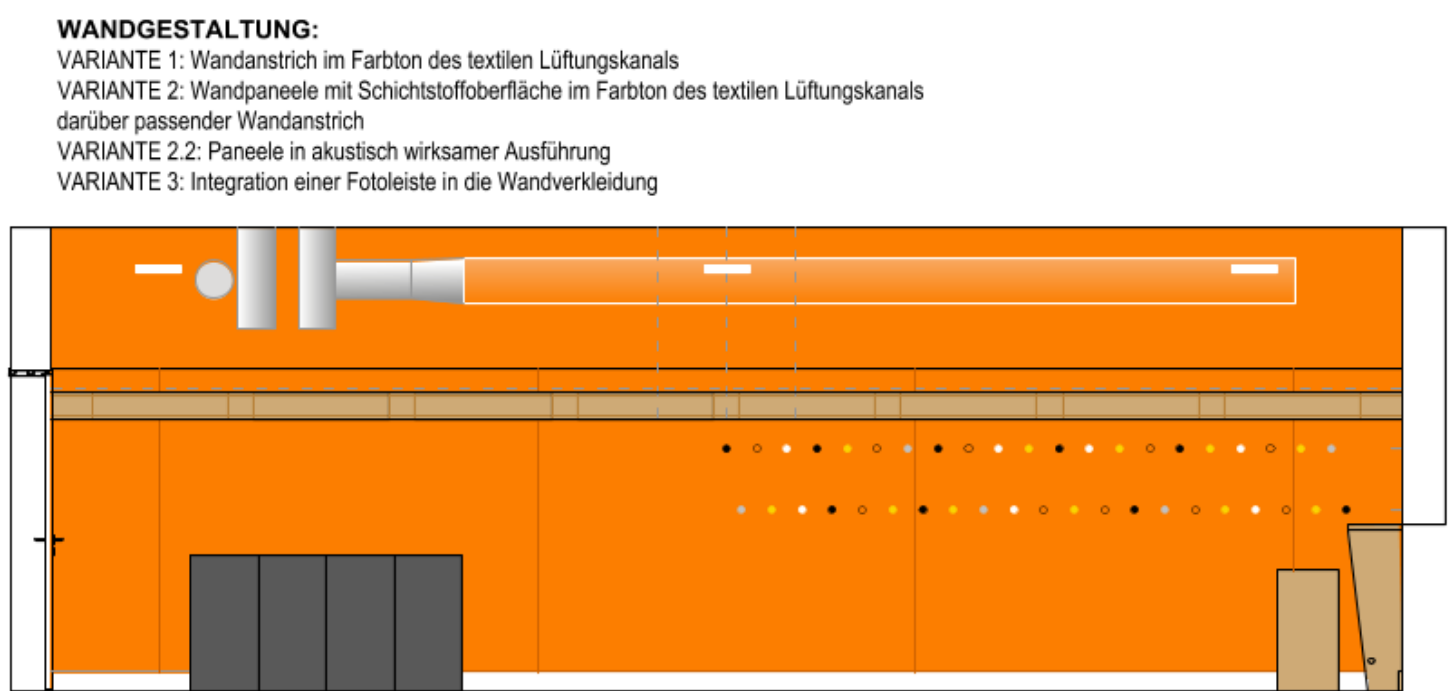 WANDGESTALTUNG:
VARIANTE 1: Wandanstrich im Farbton des textilen Lüftungskanals
VARIANTE 2: Wandpaneele mit Schichtstoffoberfläche im Farbton des textilen Lüftungskanals
darüber passender Wandanstrich
VARIANTE 2.2: Paneele in akustisch wirksamer Ausführung
VARIANTE 3: Integration einer Fotoleiste in die Wandverkleidung